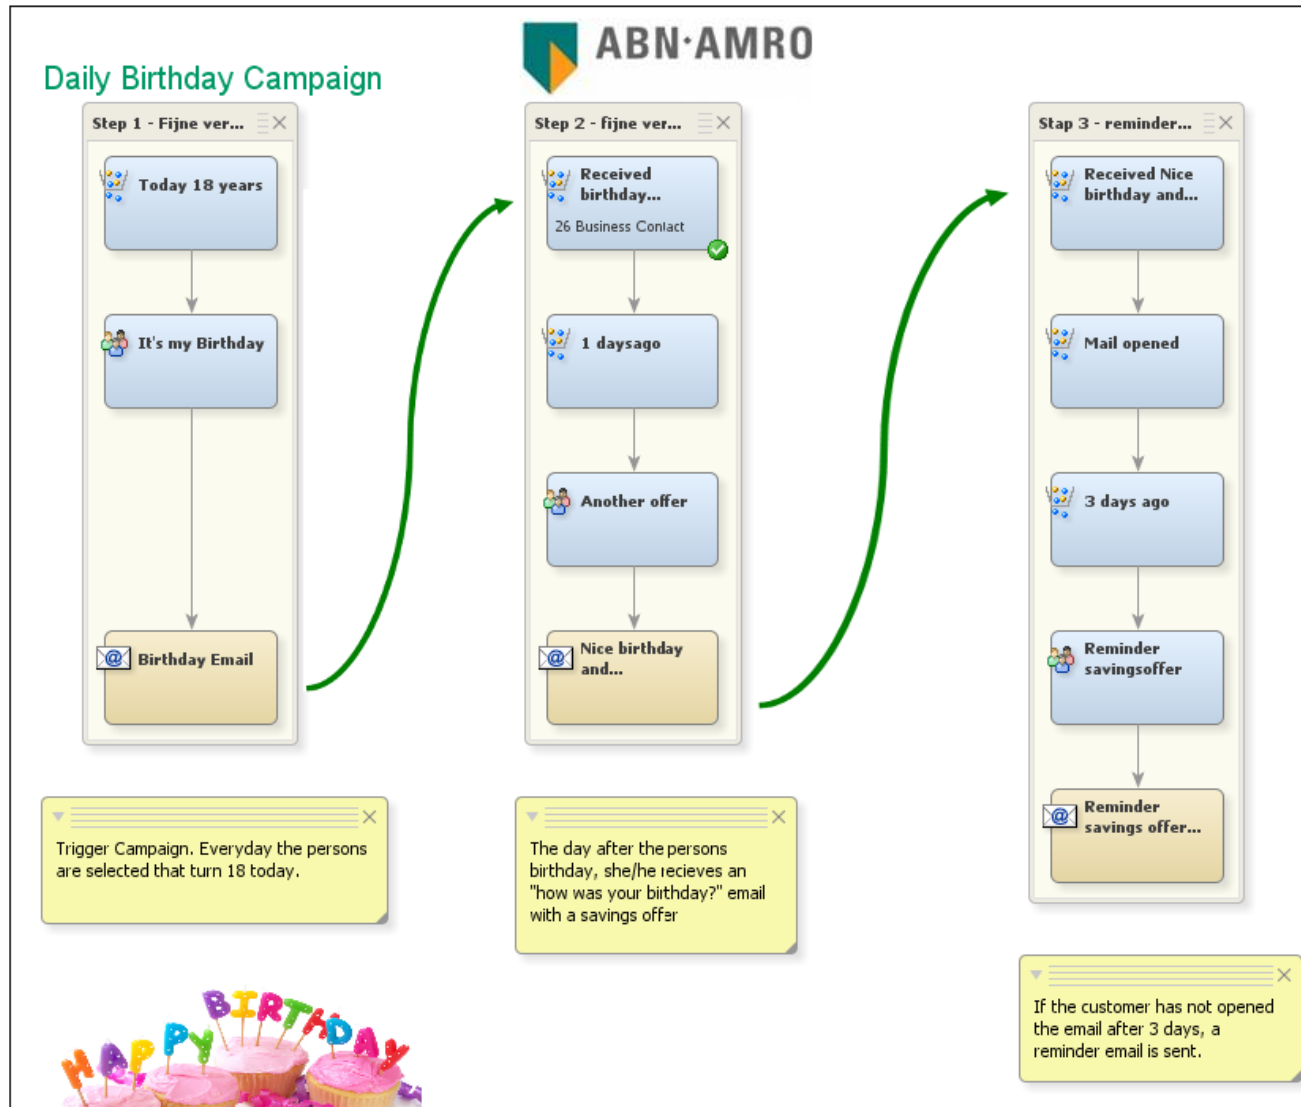 ABN·AMRO
Daily Birthday Campaign
Step 1 - Fijne ver...
Today 18 years
It's my Birthday
Birthday Email
Step 2 - fijne ver...
Received
birthday...
26 Business Contact
1 daysago
Another offer
Nice birthday
and...
Stap 3 - reminder...
Received Nice
birthday and...
Mail opened
3 days ago
Reminder
savingsoffer
Reminder
savings offer...
Trigger Campaign. Everyday the persons
are selected that turn 18 today.
The day after the persons
birthday, she/he recieves an
"how was your birthday?" email
with a savings offer
If the customer has not opened
the email after 3 days, a
reminder email is sent.
HAPPY BIRTHDAY